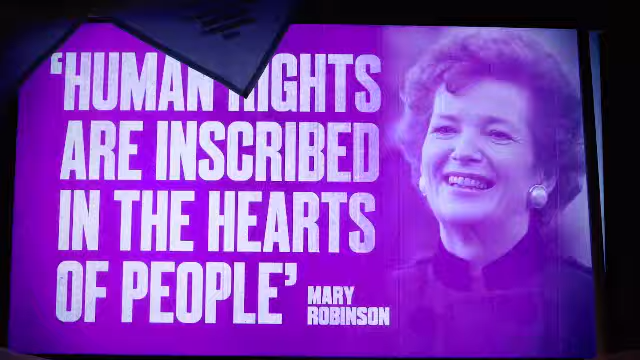 ‘HUMAN RIGHTS
ARE INSCRIBED
IN THE HEARTS
OF PEOPLE’
MARY
ROBINSON